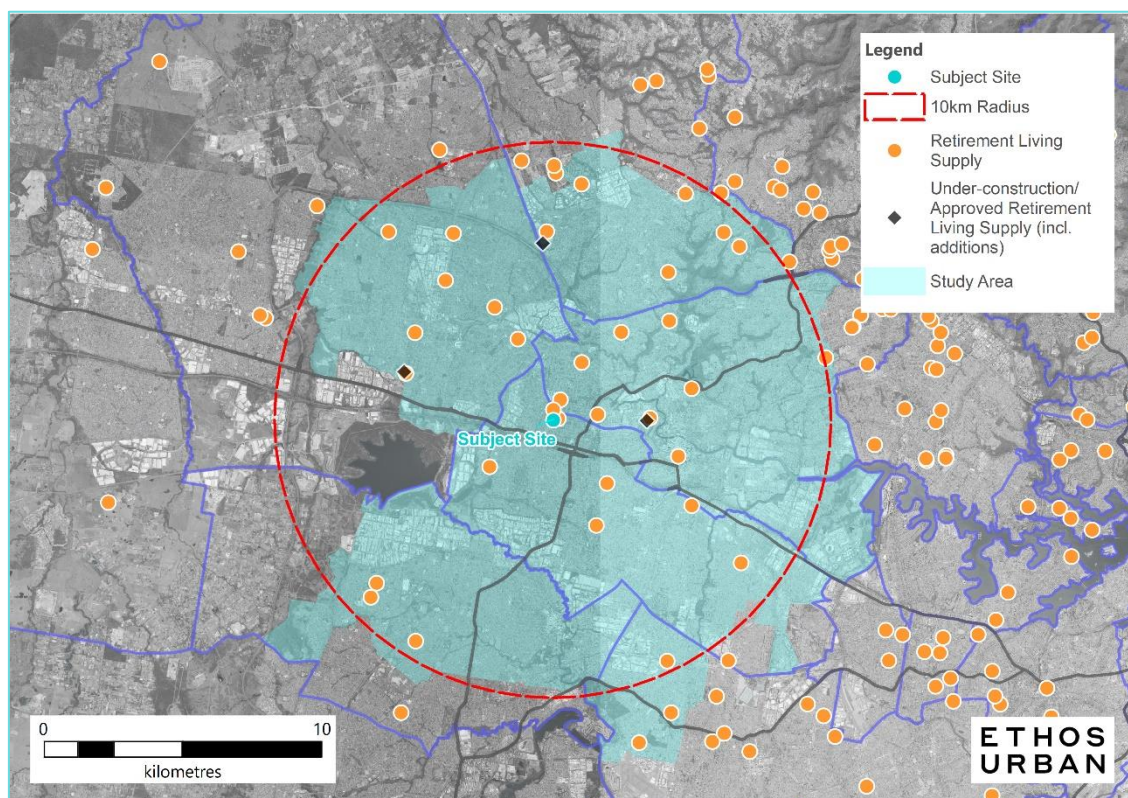 Legend
Subject Site
10km Radius
Retirement Living
Supply
Under-construction/
Approved Retirement
Living Supply (incl.
additions)
Study Area
Subject Site
0
10
kilometres
ETHOS
URBAN